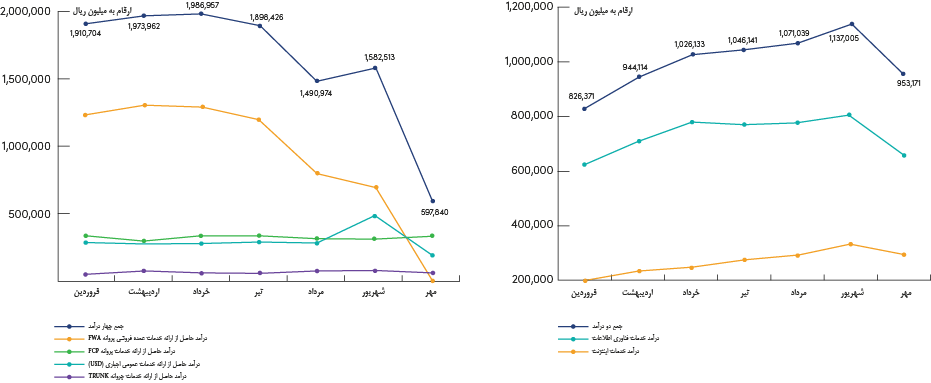 ارقام به میلیون ریال
2,000,000
1,500,000
1,000,000
500,000
1,910,704
1,973,962
1,986,957
1,898,426
1,490,974
1,582,513
597,840
فروردین
اردیبهشت
خرداد
تیر
مرداد
شهریور
مهر
جمع چهار درآمد
درآمد حاصل از ارائه خدمات عمده فروشی پروانه FWA
درآمد حاصل از ارائه خدمات پروانه FCP
درآمد حاصل از ارائه خدمات عمومی اجباری (USO)
درآمد حاصل از ارائه خدمات پروانه TRUNK
ارقام به میلیون ریال
1,200,000
1,000,000
800,000
600,000
400,000
200,000
826,371
944,114
1,026,133
1,046,141
1,071,039
1,137,005
953,171
فروردین
اردیبهشت
خرداد
تیر
مرداد
شهریور
مهر
جمع دو درآمد
درآمد خدمات فناوری اطلاعات
درآمد خدمات اینترنت